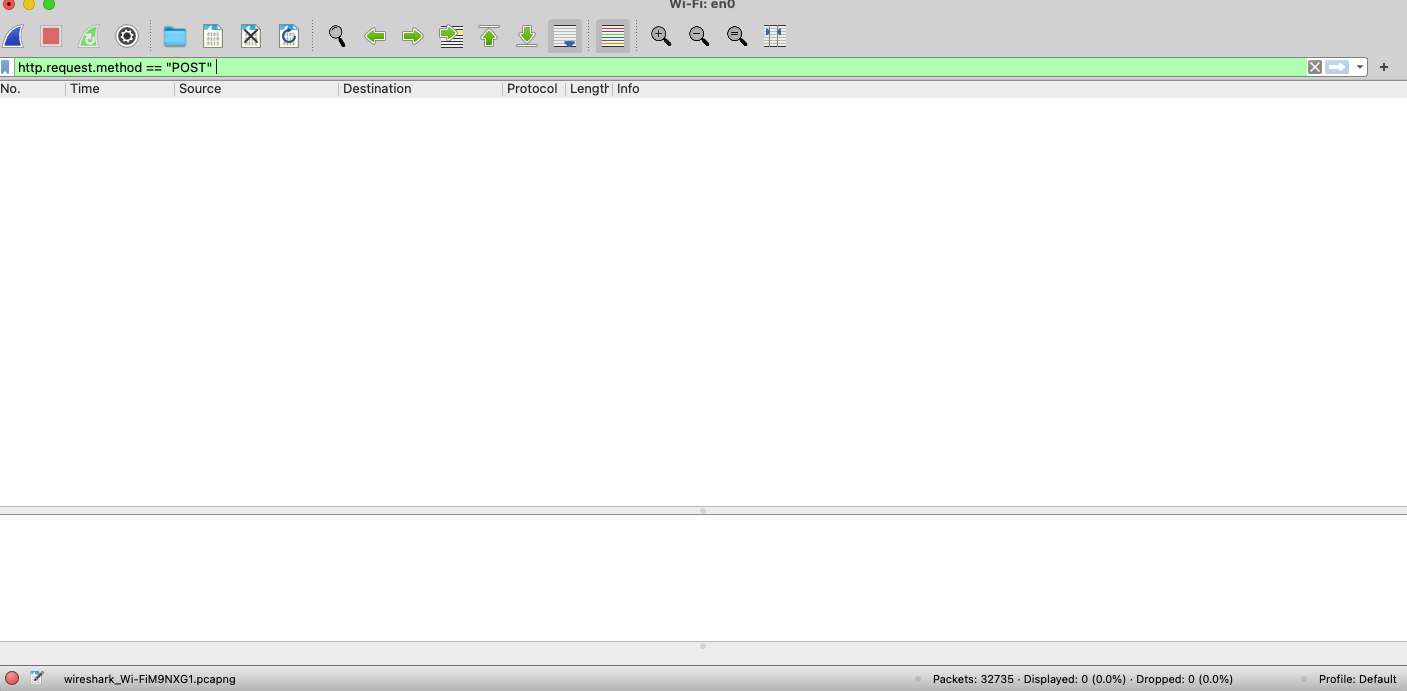 Wi-Fi: en0
http.request.method == "POST"
No. Time Source Destination Protocol Length Info
wireshark_Wi-FiM9NXG1.pcapng Packets: 32735 · Displayed: 0 (0.0%) · Dropped: 0 (0.0%) Profile: Default